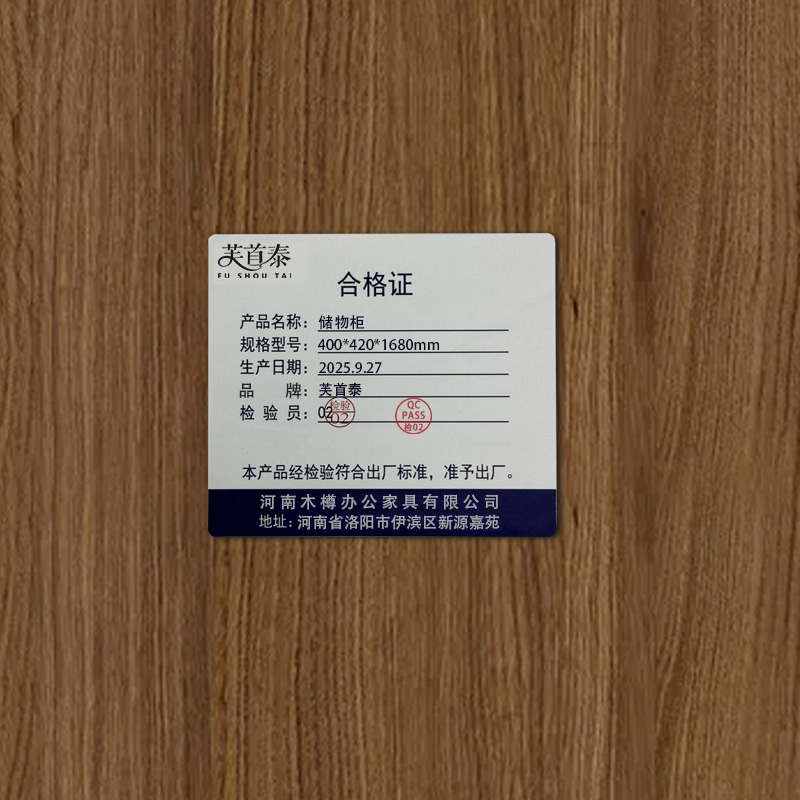 芙首泰
FU SHOU TAI
合格证
产品名称：储物柜
规格型号：400*420*1680mm
生产日期：2025.9.27
品 牌：芙首泰
检 验 员：02
检验
02
QC
PASS
检02
本产品经检验符合出厂标准，准予出厂。
河南木樽办公家具有限公司
地址：河南省洛阳市伊滨区新源嘉苑